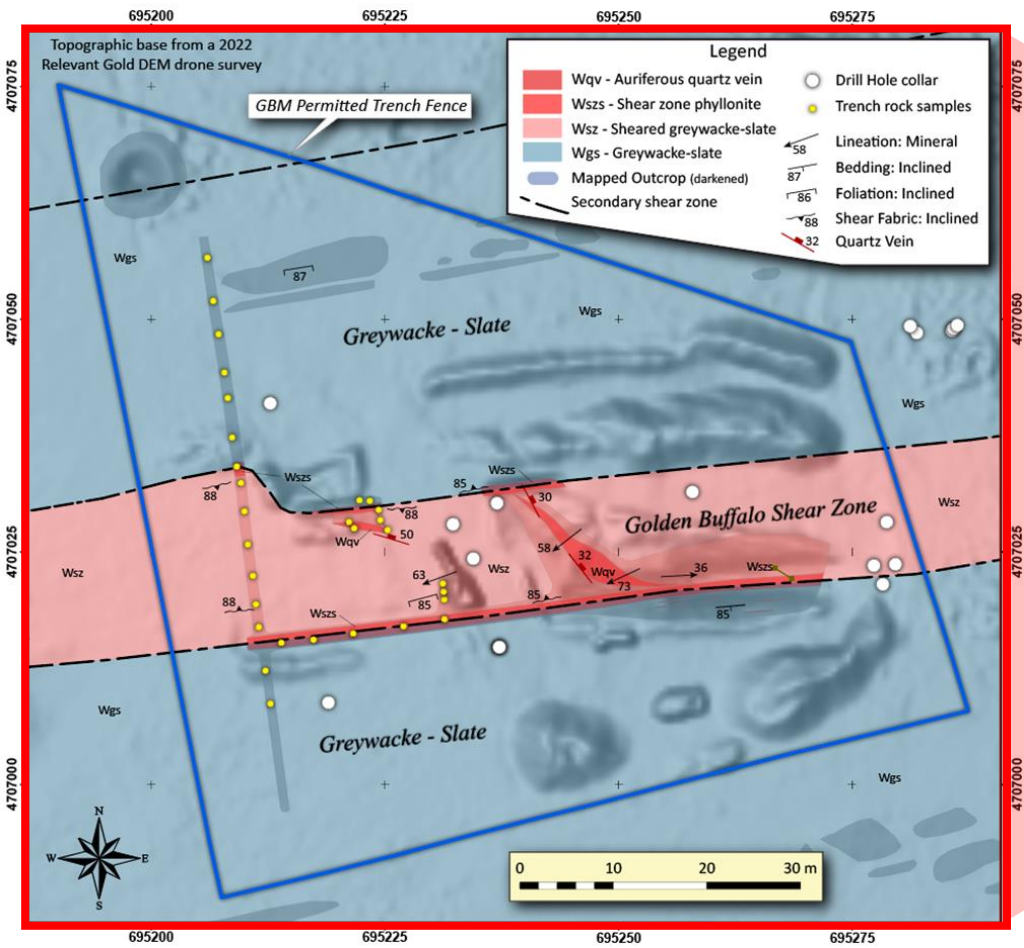 695200
695225
695250
695275
Topographic base from a 2022
Relevant Gold DEM drone survey
GBM Permitted Trench Fence
Legend
Wqv - Auriferous quartz vein
Wszs - Shear zone phyllonite
Wsz - Sheared greywacke-slate
Wgs - Greywacke-slate
Mapped Outcrop (darkened)
Secondary shear zone
Drill Hole collar
Trench rock samples
58
Lineation: Mineral
87
Bedding: Inclined
86
Foliation: Inclined
88
Shear Fabric: Inclined
32
Quartz Vein
4707075
4707075
Wgs
87
Wgs
4707050
4707050
Greywacke - Slate
Wgs
Wszs
Wszs
85
88
30
88
Wqv
50
Golden Buffalo Shear Zone
Wsz
4707025
4707025
58
32
Wsz
63
Wsz
Wqv
73
36
Wszs
88
85
85
Wszs
85
Wgs
Greywacke - Slate
Wgs
4707000
4707000
N
W
E
S
0
10
20
30 m
695200
695225
695250
695275